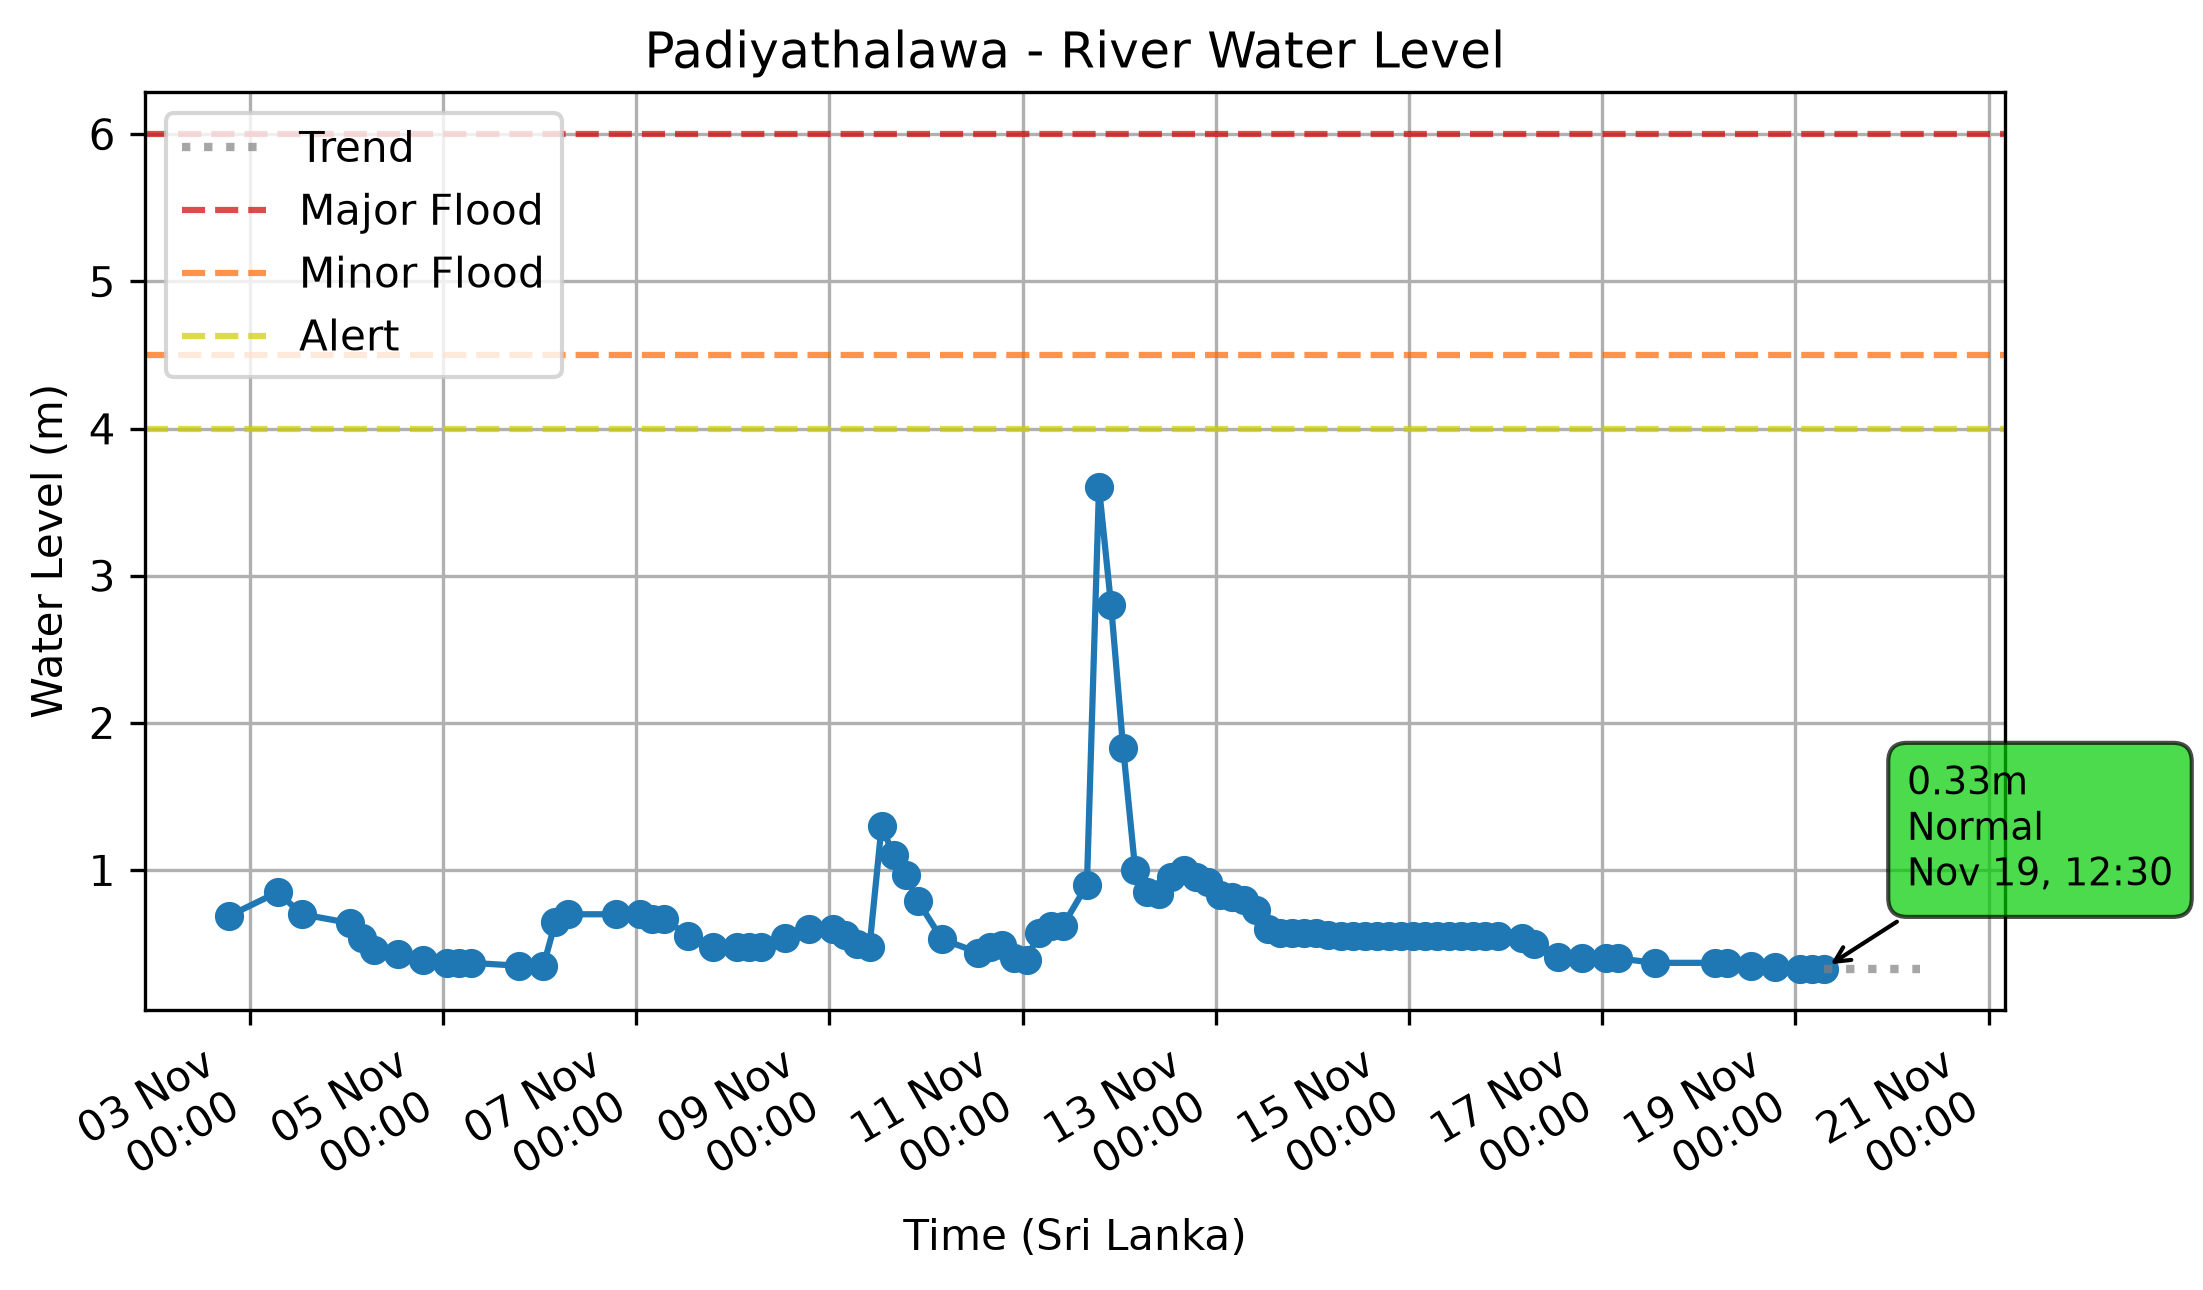 Padiyathalawa - River Water Level
Trend
Major Flood
Minor Flood
Alert
Water Level (m)
6
5
4
3
2
1
0.33m
Normal
Nov 19, 12:30
03 Nov
00:00
05 Nov
00:00
07 Nov
00:00
09 Nov
00:00
11 Nov
00:00
13 Nov
00:00
15 Nov
00:00
17 Nov
00:00
19 Nov
00:00
21 Nov
00:00
Time (Sri Lanka)